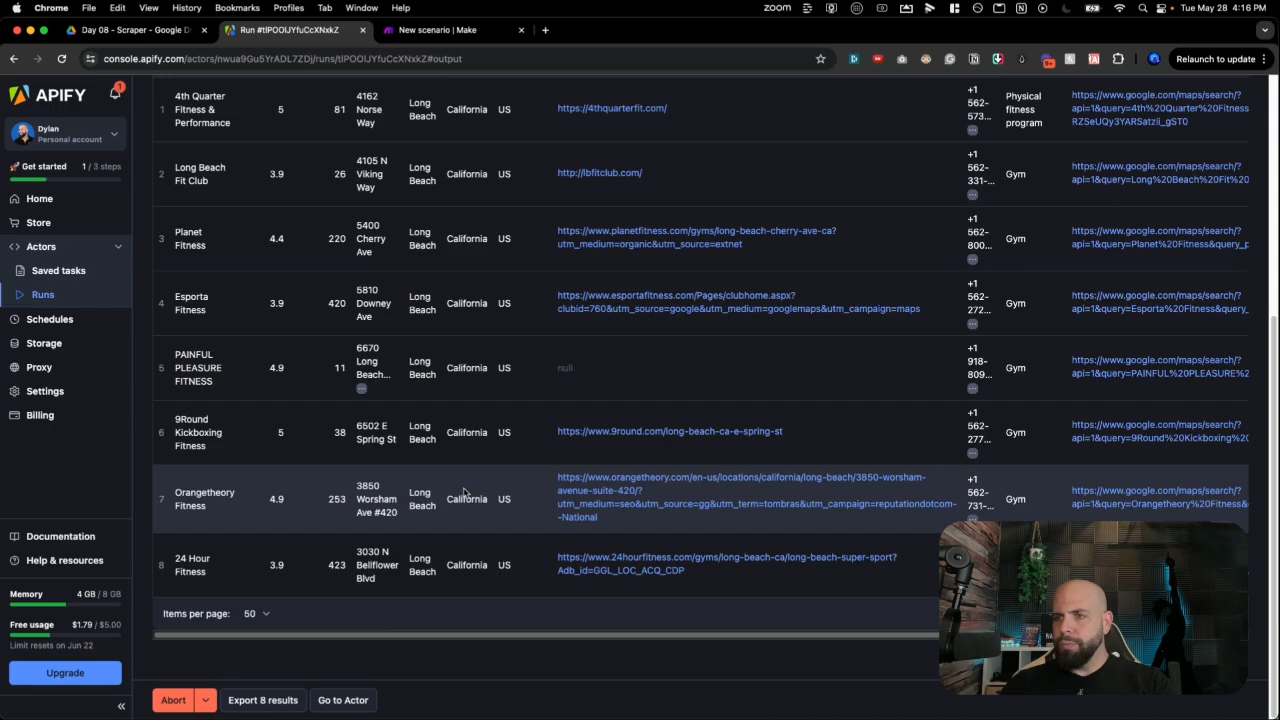 Chrome File Edit View History Bookmarks Profiles Tab Window Help
zoom Tue May 28 4:16 PM
Day 08 - Scraper - Google D
Run #tlPOOlJYfuCcXNxkZ
New scenario | Make
console.apify.com/actors/nwua9Gu5YrADL7ZDj/runs/tlPOOlJYfuCcXNxkZ#output
Relaunch to update
APIFY
1
Dylan
Personal account
Get started 1 / 3 steps
Home
Store
Actors
Saved tasks
Runs
Schedules
Storage
Proxy
Settings
Billing
Documentation
Help & resources
Memory 4 GB / 8 GB
Free usage $1.79 / $5.00
Limit resets on Jun 22
Upgrade
1
4th Quarter
Fitness &
Performance
5
81
4162
Norse
Way
Long
Beach
California
US
https://4thquarterfit.com/
+1
562-
573...
Physical
fitness
program
https://www.google.com/maps/search/?
api=1&query=4th%20Quarter%20Fitness
RZSeUQy3YARSatzii_gST0
2
Long Beach
Fit Club
3.9
26
4105 N
Viking
Way
Long
Beach
California
US
http://lbfitclub.com/
+1
562-
331-...
Gym
https://www.google.com/maps/search/?
api=1&query=Long%20Beach%20Fit%20
3
Planet
Fitness
4.4
220
5400
Cherry
Ave
Long
Beach
California
US
https://www.planetfitness.com/gyms/long-beach-cherry-ave-ca?
utm_medium=organic&utm_source=extnet
+1
562-
800...
Gym
https://www.google.com/maps/search/?
api=1&query=Planet%20Fitness&query_p
4
Esporta
Fitness
3.9
420
5810
Downey
Ave
Long
Beach
California
US
https://www.esportafitness.com/Pages/clubhome.aspx?
clubid=760&utm_source=google&utm_medium=googlemaps&utm_campaign=maps
+1
562-
272...
Gym
https://www.google.com/maps/search/?
api=1&query=Esporta%20Fitness&query_
5
PAINFUL
PLEASURE
FITNESS
4.9
11
6670
Long
Beach...
Long
Beach
California
US
null
+1
918-
809...
Gym
https://www.google.com/maps/search/?
api=1&query=PAINFUL%20PLEASURE%2
6
9Round
Kickboxing
Fitness
5
38
6502 E
Spring St
Long
Beach
California
US
https://www.9round.com/long-beach-ca-e-spring-st
+1
562-
277...
Gym
https://www.google.com/maps/search/?
api=1&query=9Round%20Kickboxing%2
7
Orangetheory
Fitness
4.9
253
3850
Worsham
Ave #420
Long
Beach
California
US
https://www.orangetheory.com/en-us/locations/california/long-beach/3850-worsham-
avenue-suite-420/?
utm_medium=seo&utm_source=gg&utm_term=tombras&utm_campaign=reputationdotcom-
-National
+1
562-
731-...
Gym
https://www.google.com/maps/search/?
api=1&query=Orangetheory%20Fitness&
8
24 Hour
Fitness
3.9
423
3030 N
Bellflower
Blvd
Long
Beach
California
US
https://www.24hourfitness.com/gyms/long-beach-ca/long-beach-super-sport?
Adb_id=GGL_LOC_ACQ_CDP
Items per page: 50
Abort
Export 8 results
Go to Actor